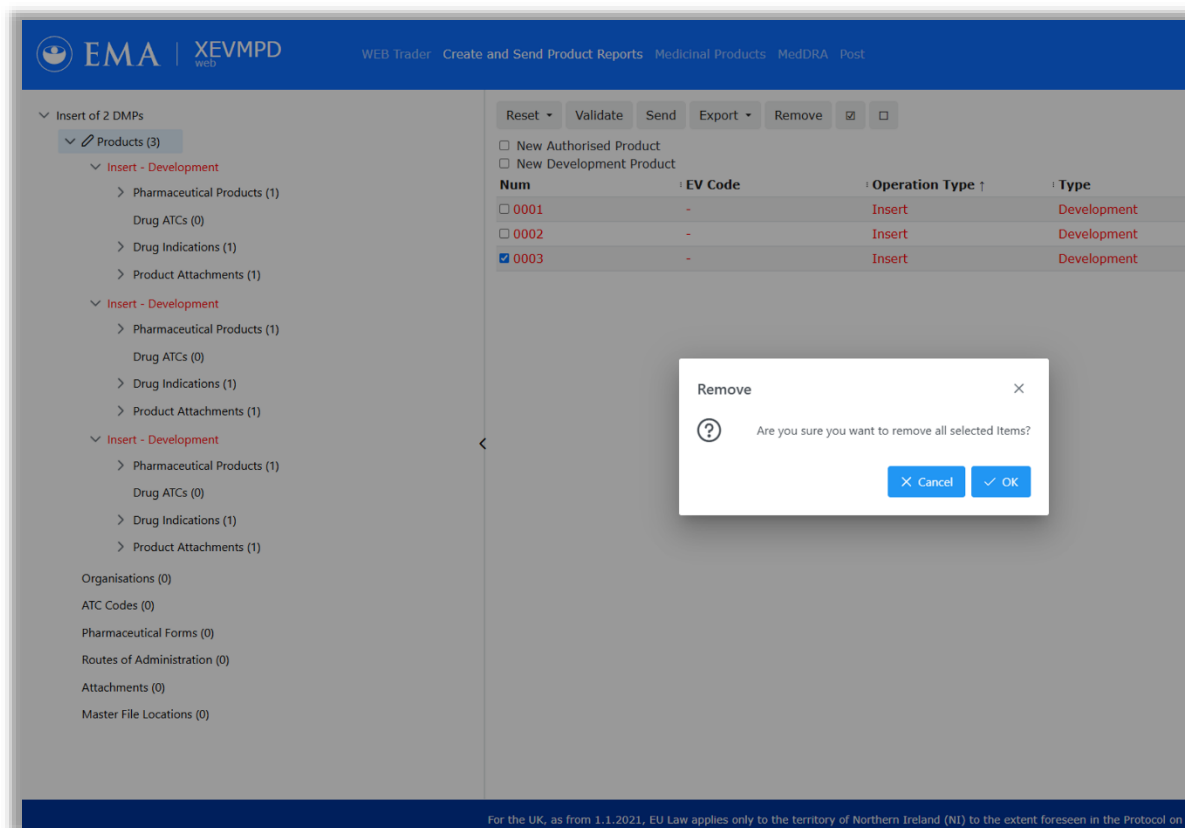 EMA | XEVMPD web
WEB Trader Create and Send Product Reports Medicinal Products MedDRA Post
Insert of 2 DMPs
Products (3)
Insert - Development
Pharmaceutical Products (1)
Drug ATCs (0)
Drug Indications (1)
Product Attachments (1)
Insert - Development
Pharmaceutical Products (1)
Drug ATCs (0)
Drug Indications (1)
Product Attachments (1)
Insert - Development
Pharmaceutical Products (1)
Drug ATCs (0)
Drug Indications (1)
Product Attachments (1)
Organisations (0)
ATC Codes (0)
Pharmaceutical Forms (0)
Routes of Administration (0)
Attachments (0)
Master File Locations (0)
Reset Validate Send Export Remove
New Authorised Product
New Development Product
Num EV Code Operation Type ↑ Type
0001 - Insert Development
0002 - Insert Development
0003 - Insert Development
Remove
Are you sure you want to remove all selected Items?
Cancel OK
For the UK, as from 1.1.2021, EU Law applies only to the territory of Northern Ireland (NI) to the extent foreseen in the Protocol on